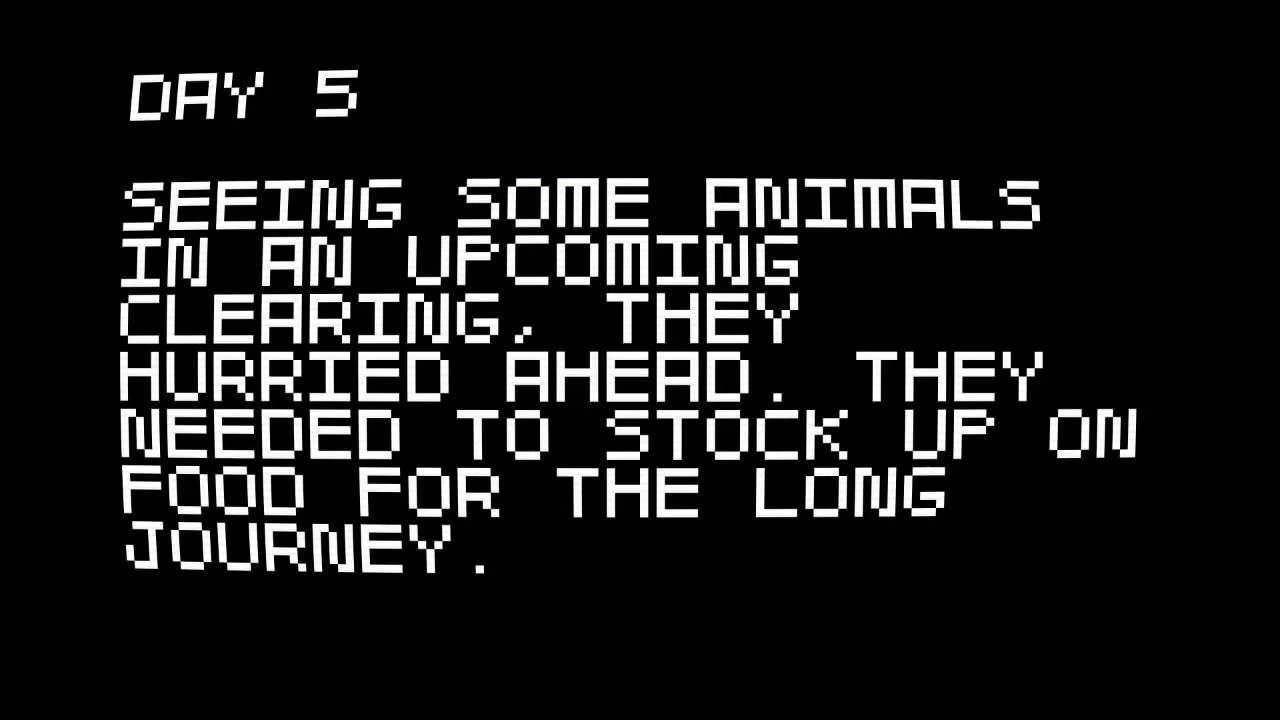 DAY 5
SEEING SOME ANIMALS
IN AN UPCOMING
CLEARING, THEY
HURRIED AHEAD. THEY
NEEDED TO STOCK UP ON
FOOD FOR THE LONG
JOURNEY.